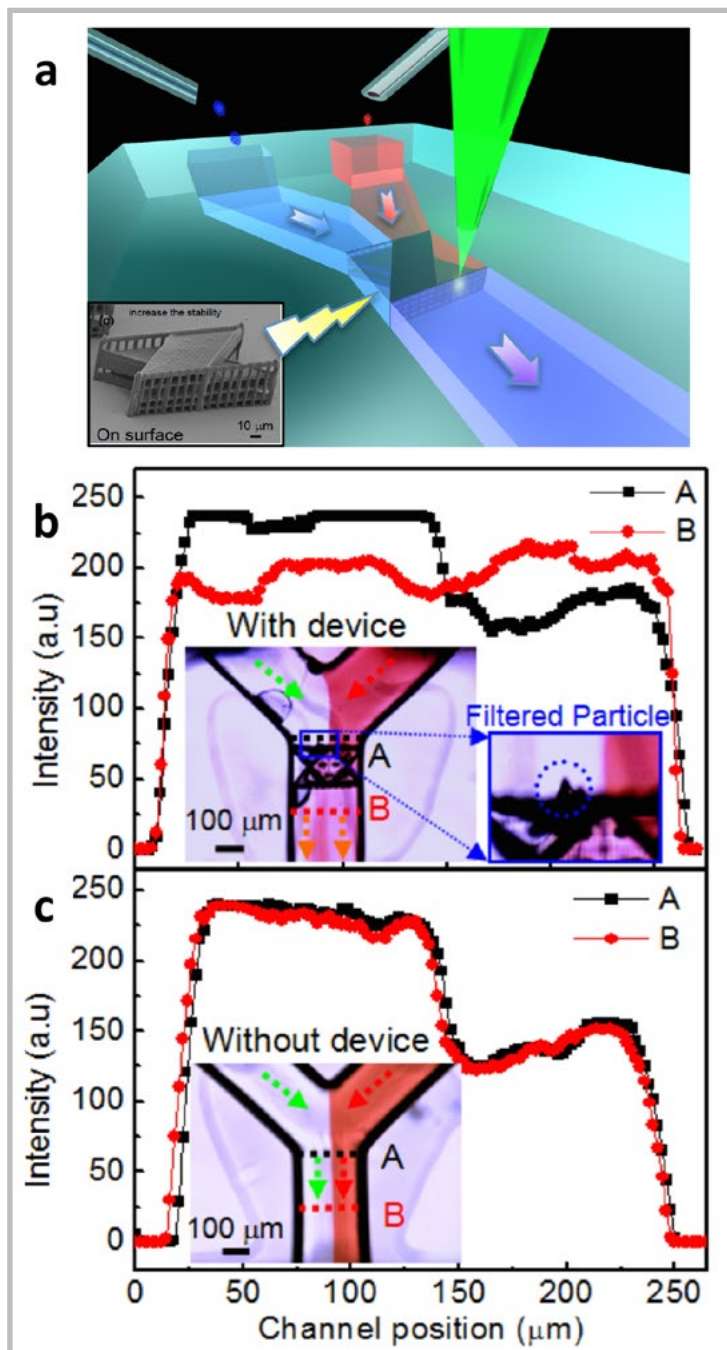 a
increase the stability
On surface
10 μm
b
250
200
150
100
50
0
Intensity (a.u)
A
B
With device
Filtered Particle
A
B
100 μm
c
250
200
150
100
50
0
Intensity (a.u)
A
B
Without device
A
B
100 μm
0 50 100 150 200 250
Channel position (μm)